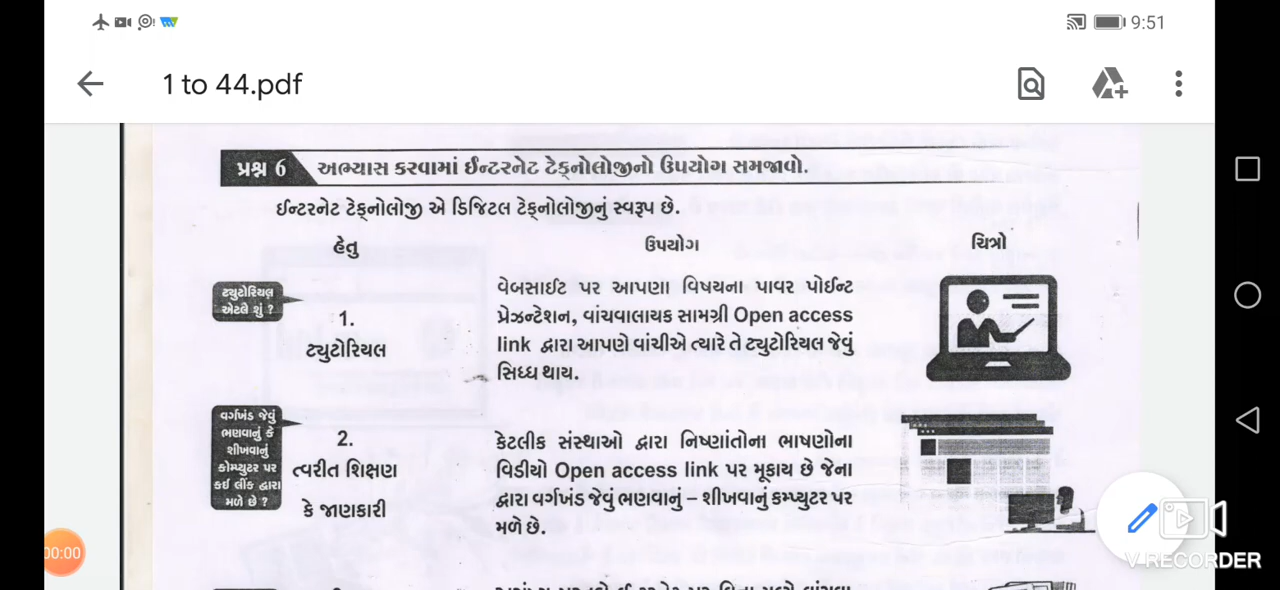 9:51
1 to 44.pdf
પ્રશ્ન 6 અભ્યાસ કરવામાં ઈન્ટરનેટ ટેક્નોલોજીનો ઉપયોગ સમજાવો.
ઈન્ટરનેટ ટેક્નોલોજી એ ડિજિટલ ટેક્નોલોજીનું સ્વરૂપ છે.
હેતુ ઉપયોગ ચિત્રો
ટ્યુટોરિયલ
એટલે શું ?
1.
ટ્યુટોરિયલ
વેબસાઈટ પર આપણા વિષયના પાવર પોઈન્ટ
પ્રેઝન્ટેશન, વાંચવાલાયક સામગ્રી Open access
link દ્વારા આપણે વાંચીએ ત્યારે તે ટ્યુટોરિયલ જેવું
સિધ્ધ થાય.
વર્ગખંડ જેવું
ભણવાનું કે
શીખવાનું
કોમ્પ્યુટર પર
કઈ લીંક દ્વારા
મળે છે ?
2.
ત્વરીત શિક્ષણ
કે જાણકારી
કેટલીક સંસ્થાઓ દ્વારા નિષ્ણાંતોના ભાષણોના
વિડીયો Open access link પર મૂકાય છે જેના
દ્વારા વર્ગખંડ જેવું ભણવાનું – શીખવાનું કમ્પ્યુટર પર
મળે છે.
00:00
V RECORDER